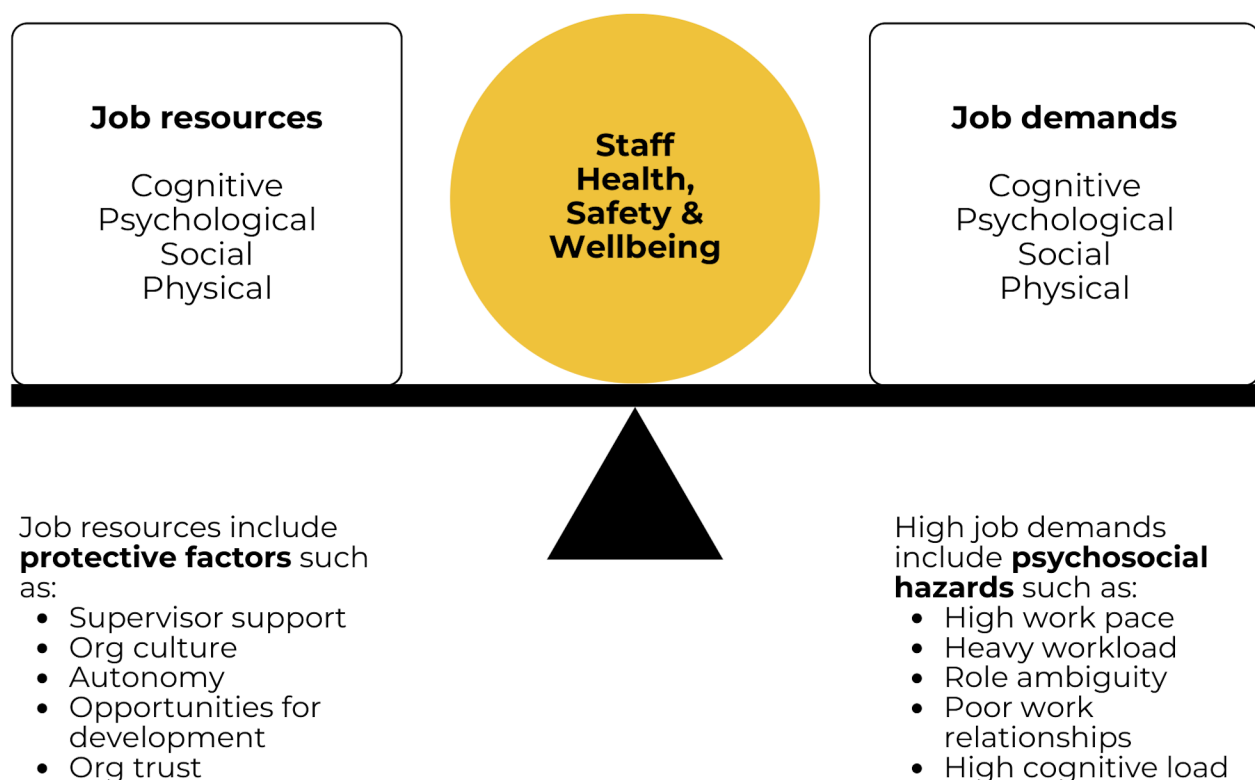 Job resources
Cognitive
Psychological
Social
Physical
Staff
Health,
Safety &
Wellbeing
Job demands
Cognitive
Psychological
Social
Physical
Job resources include
protective factors such
as:
• Supervisor support
• Org culture
• Autonomy
• Opportunities for
development
• Org trust
High job demands
include psychosocial
hazards such as:
• High work pace
• Heavy workload
• Role ambiguity
• Poor work
relationships
• High cognitive load